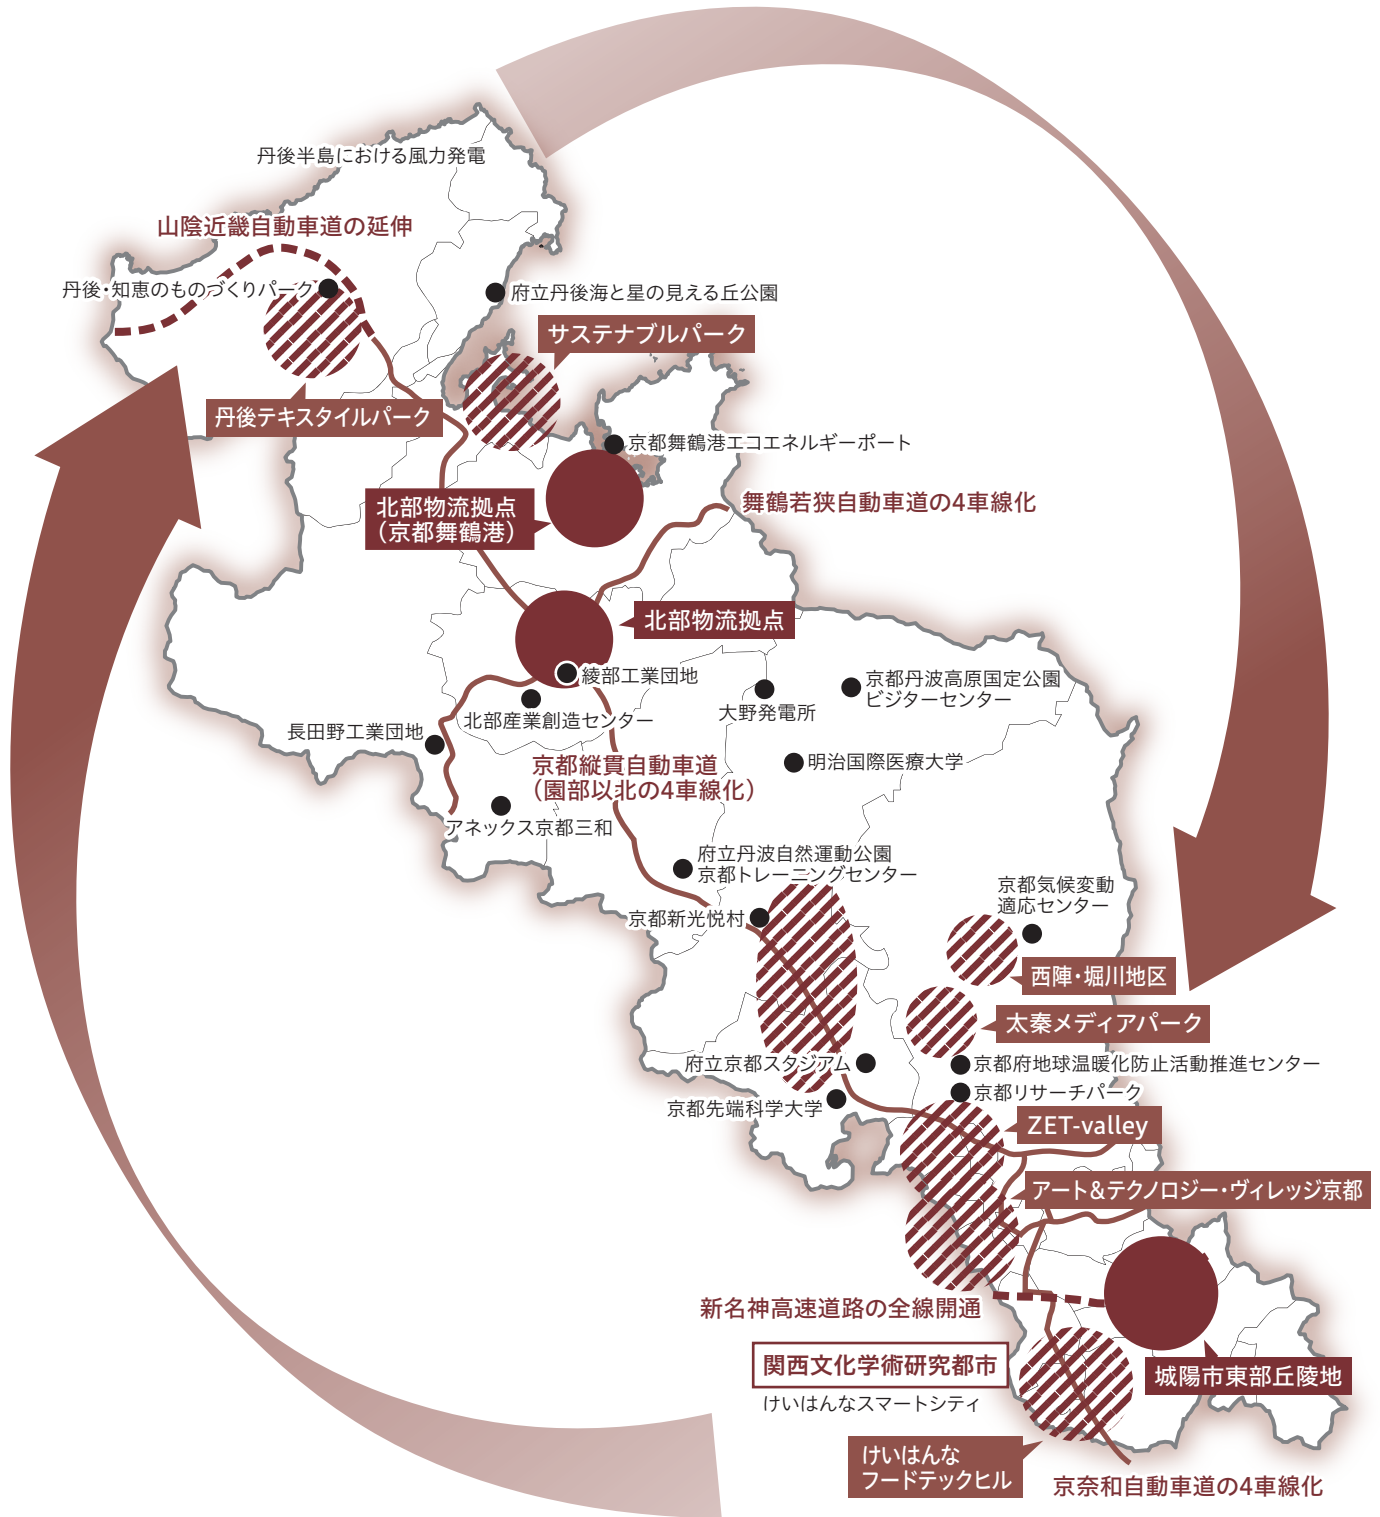 丹後半島における風力発電
山陰近畿自動車道の延伸
丹後・知恵のものづくりパーク
府立丹後海と星の見える丘公園
サステナブルパーク
丹後テキスタイルパーク
京都舞鶴港エコエネルギーポート
北部物流拠点
（京都舞鶴港）
舞鶴若狭自動車道の4車線化
北部物流拠点
綾部工業団地
京都丹波高原国定公園
ビジターセンター
大野発電所
北部産業創造センター
長田野工業団地
京都縦貫自動車道
（園部以北の4車線化）
明治国際医療大学
アネックス京都三和
府立丹波自然運動公園
京都トレーニングセンター
京都気候変動
適応センター
京都新光悦村
西陣・堀川地区
太秦メディアパーク
府立京都スタジアム
京都府地球温暖化防止活動推進センター
京都リサーチパーク
京都先端科学大学
ZET-valley
アート&テクノロジー・ヴィレッジ京都
新名神高速道路の全線開通
関西文化学術研究都市
けいはんなスマートシティ
城陽市東部丘陵地
けいはんな
フードテックヒル
京奈和自動車道の4車線化